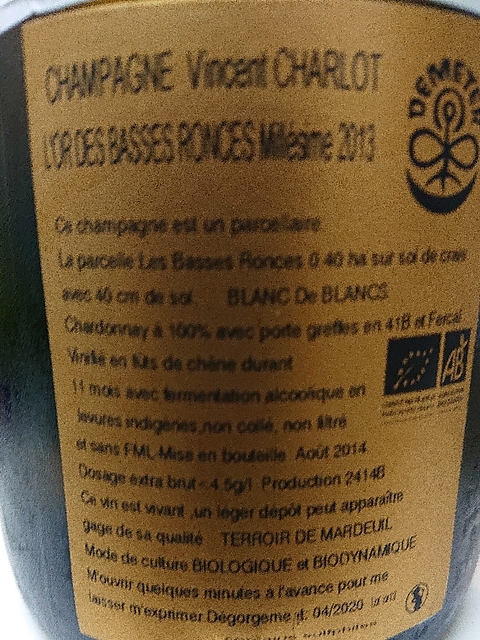 CHAMPAGNE Vincent CHARLOT
L'OR DES BASSES RONCES Millésime 2013
DEMETER
Ce champagne est un parcellaire
La parcelle Les Basses Ronces 0.40 ha sur sol de craie
avec 40 cm de sol. BLANC De BLANCS
Chardonnay à 100% avec porte greffes en 41B et Fercal
Vinifié en fûts de chêne durant
AB
11 mois avec fermentation alcoolique en
levures indigènes,non collé, non filtré
et sans FML-Mise en bouteille Août 2014
Dosage extra brut - 4.5g/l Production 2414B
Ce vin est vivant ,un léger dépôt peut apparaître
gage de sa qualité TERROIR DE MARDEUIL
Mode de culture BIOLOGIQUE et BIODYNAMIQUE
M'ouvrir quelques minutes à l'avance pour me
laisser m'exprimer.Dégorgement: 04/2020